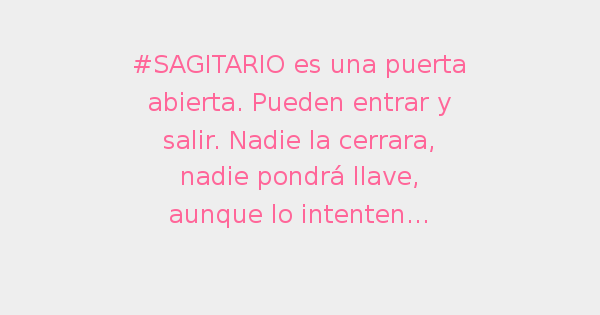 #SAGITARIO es una puerta
abierta. Pueden entrar y
salir. Nadie la cerrara,
nadie pondrá llave,
aunque lo intenten...